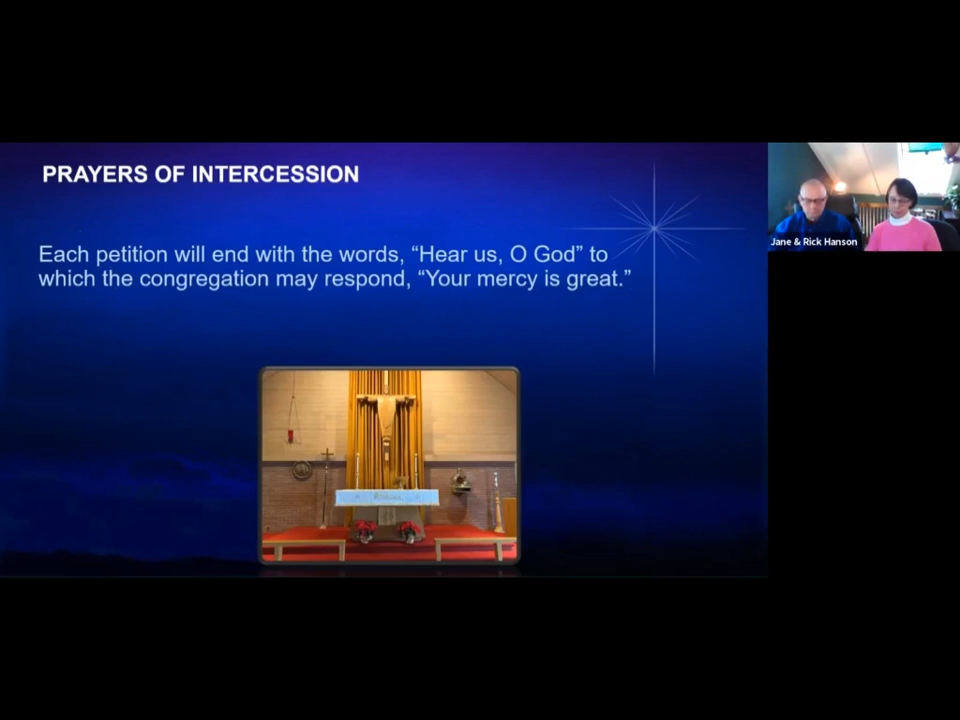 PRAYERS OF INTERCESSION
Each petition will end with the words, “Hear us, O God” to
which the congregation may respond, “Your mercy is great.”
Jane & Rick Hanson